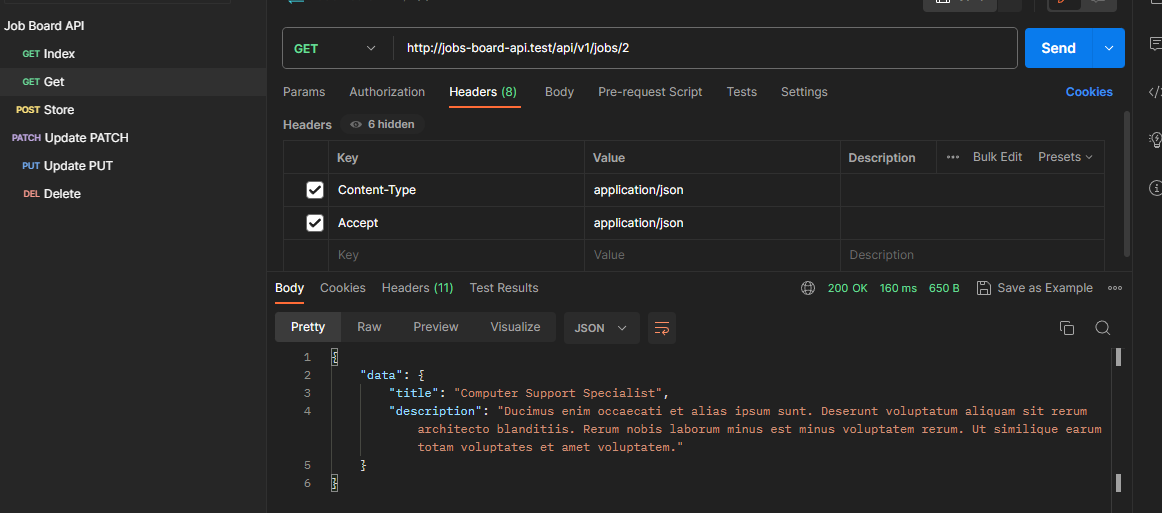 Job Board API
GET Index
GET Get
POST Store
PATCH Update PATCH
PUT Update PUT
DEL Delete
GET http://jobs-board-api.test/api/v1/jobs/2 Send
Params Authorization Headers (8) Body Pre-request Script Tests Settings Cookies
Headers 6 hidden
Key Value Description Bulk Edit Presets
Content-Type application/json
Accept application/json
Key Value Description
Body Cookies Headers (11) Test Results 200 OK 160 ms 650 B Save as Example
Pretty Raw Preview Visualize JSON
1 {
2 "data": {
3 "title": "Computer Support Specialist",
4 "description": "Ducimus enim occaecati et alias ipsum sunt. Deserunt voluptatum aliquam sit rerum
architecto blanditiis. Rerum nobis laborum minus est minus voluptatem rerum. Ut similique earum
totam voluptates et amet voluptatem."
5 }
6 }